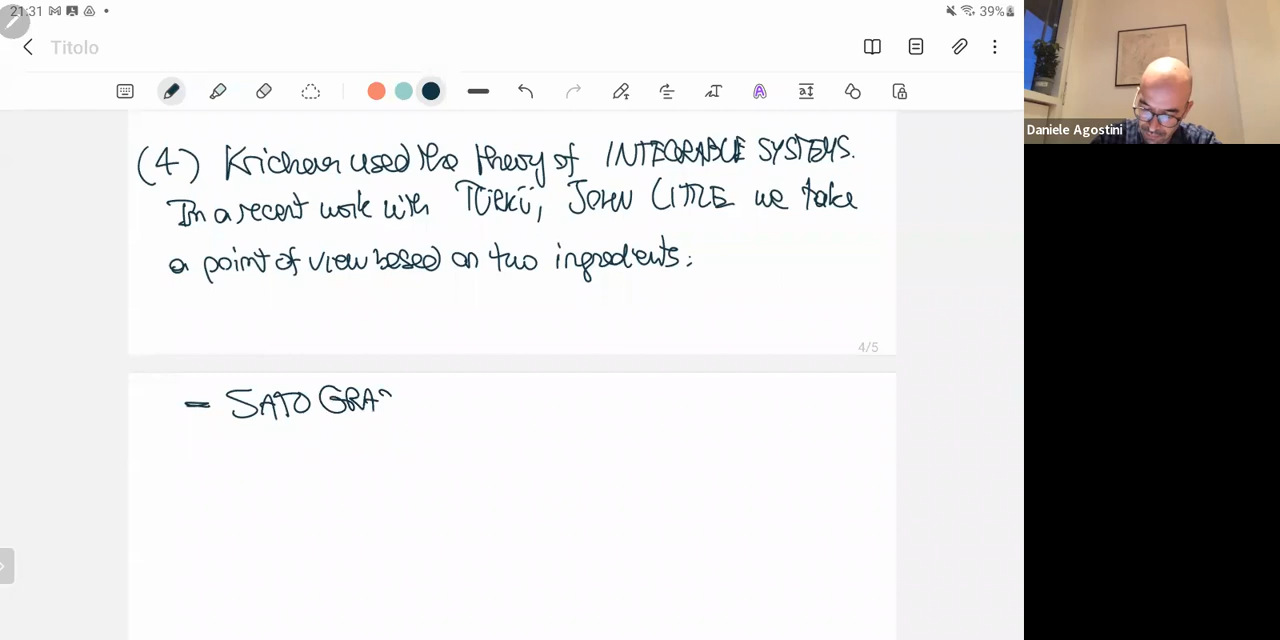 21:31
39%
Titolo
(4) Krichever used the theory of INTEGRABLE SYSTEMS.
In a recent work with TÜRKÜ, JOHN LITTLE we take
a point of view based on two ingredients:
4/5
- SATO GRA
Daniele Agostini